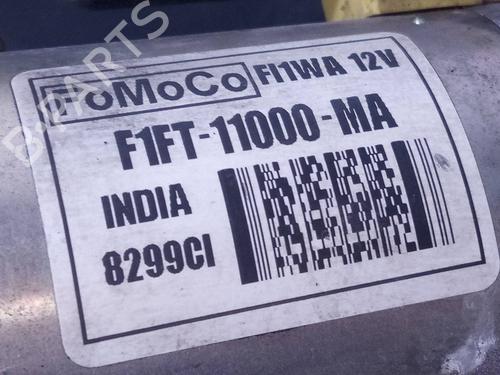 FoMoCo FI1WA 12V
F1FT-11000-MA
INDIA
8299CI
B-PARTS